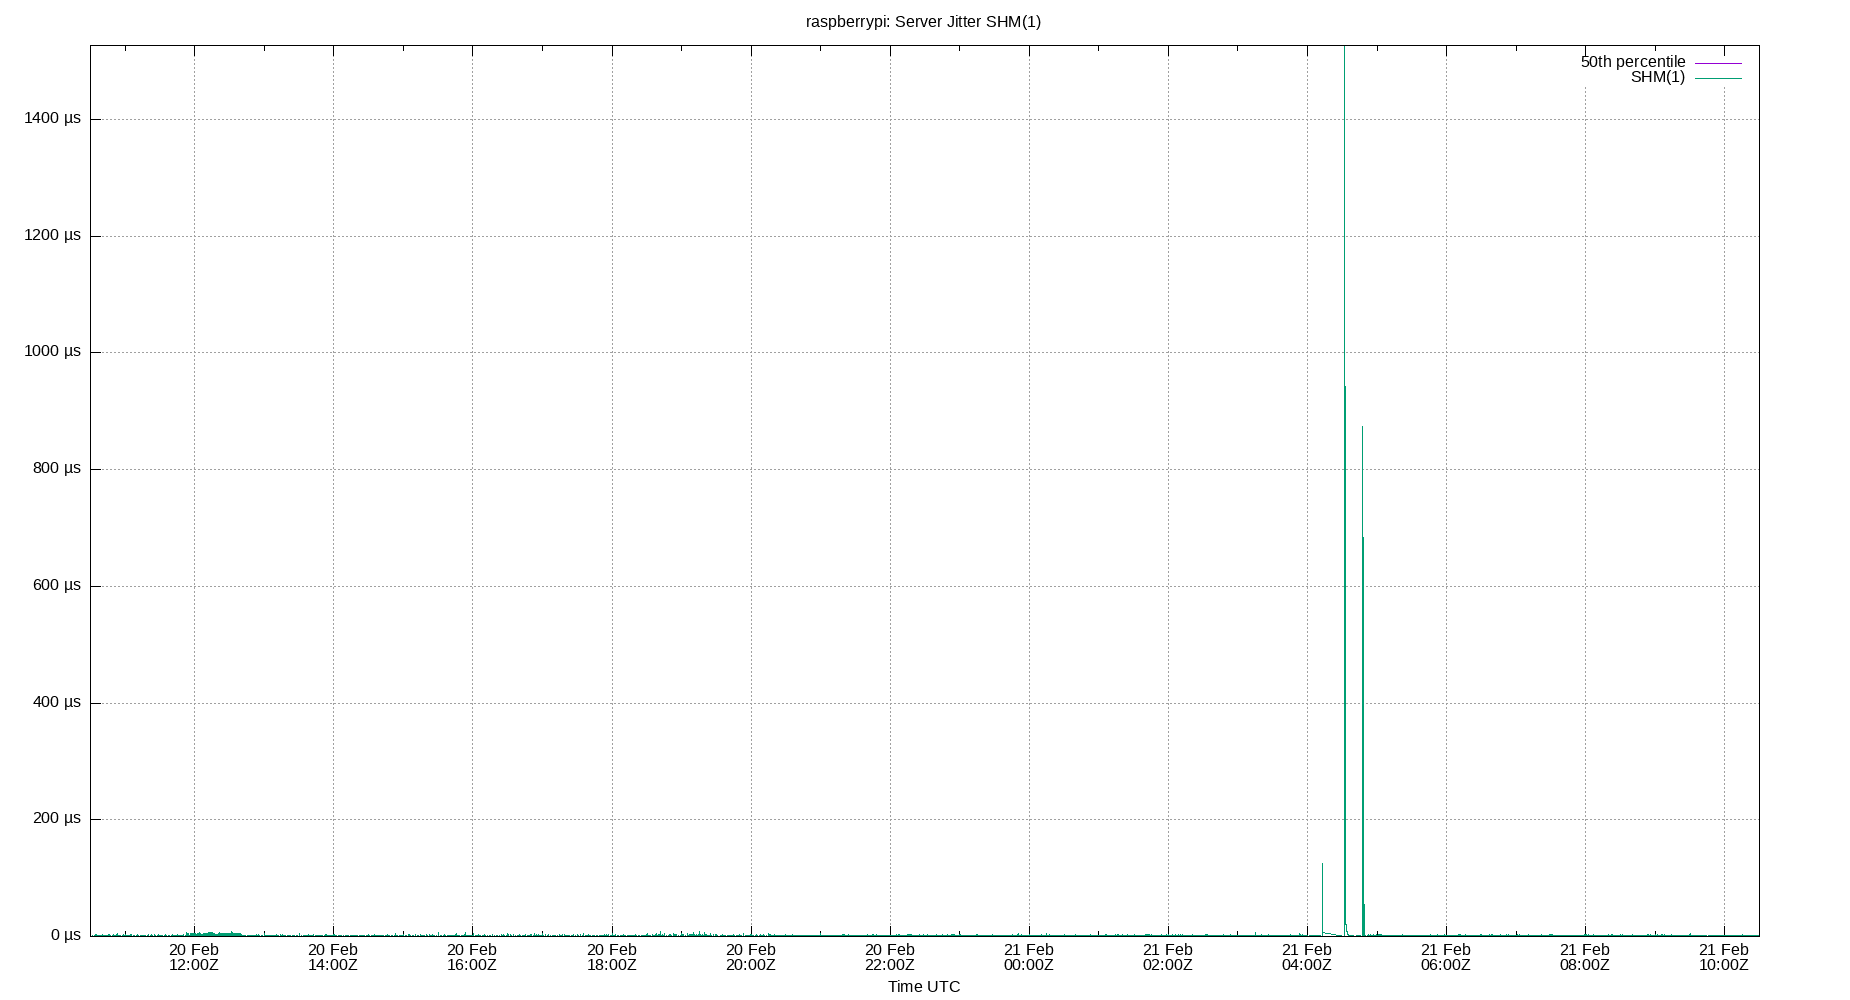 raspberrypi: Server Jitter SHM(1)
50th percentile
SHM(1)
1400 µs
1200 µs
1000 µs
800 µs
600 µs
400 µs
200 µs
0 µs
20 Feb 20 Feb 20 Feb 20 Feb 20 Feb 20 Feb 21 Feb 21 Feb 21 Feb 21 Feb 21 Feb 21 Feb
12:00Z 14:00Z 16:00Z 18:00Z 20:00Z 22:00Z 00:00Z 02:00Z 04:00Z 06:00Z 08:00Z 10:00Z
Time UTC